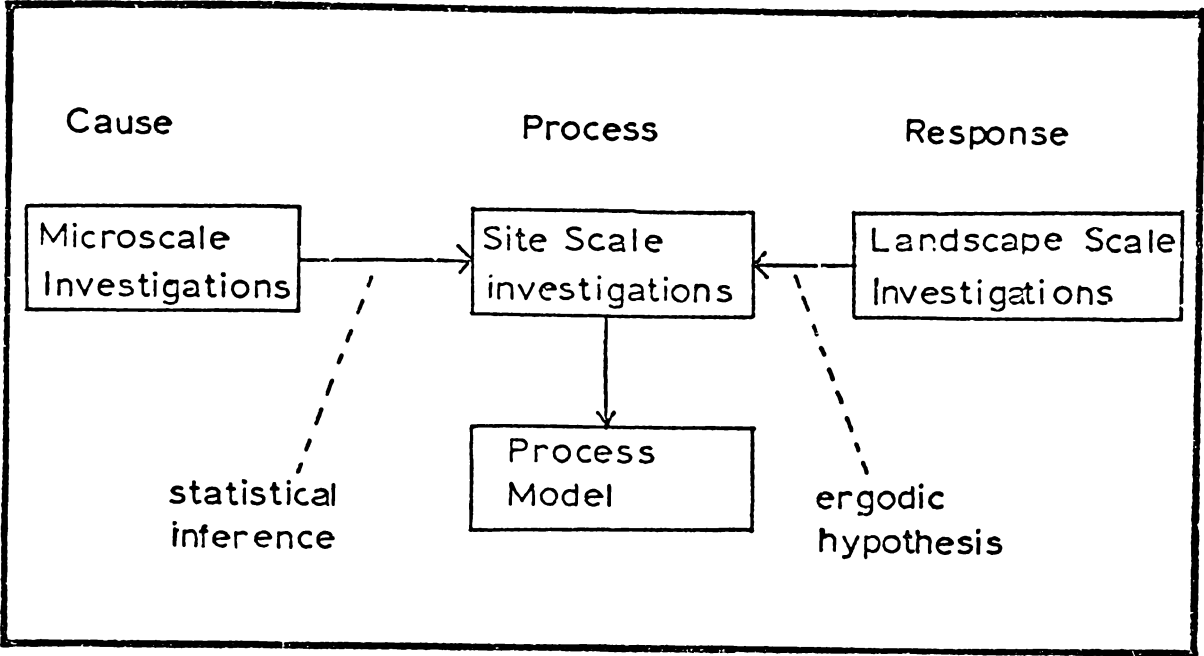 Cause
Process
Response
Microscale
Investigations
Site Scale
investigations
Landscape Scale
Investigations
Process
Model
statistical
inference
ergodic
hypothesis